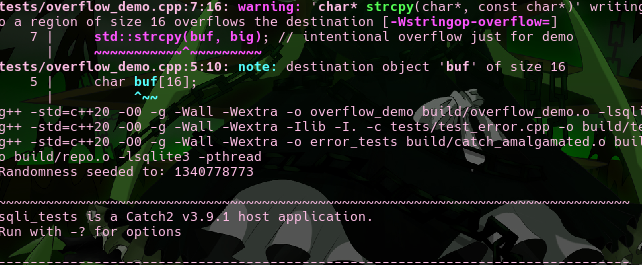 tests/overflow_demo.cpp:7:16: warning: 'char* strcpy(char*, const char*)' writing
o a region of size 16 overflows the destination [-Wstringop-overflow=]
7 |     std::strcpy(buf, big); // intentional overflow just for demo
|     ~~~~~~~~~~~^~~~~~~~~~
tests/overflow_demo.cpp:5:10: note: destination object 'buf' of size 16
5 |     char buf[16];
|          ^~~
g++ -std=c++20 -O0 -g -Wall -Wextra -o overflow_demo build/overflow_demo.o -lsqli
g++ -std=c++20 -O0 -g -Wall -Wextra -Ilib -I. -c tests/test_error.cpp -o build/te
g++ -std=c++20 -O0 -g -Wall -Wextra -o error_tests build/catch_amalgamated.o buil
o build/repo.o -lsqlite3 -pthread
Randomness seeded to: 1340778773
~~~~~~~~~~~~~~~~~~~~~~~~~~~~~~~~~~~~~~~~~~~~~~~~~~~~~~~~~~~~~~~~~~~~~~~~~~~~~~~
sqli_tests is a Catch2 v3.9.1 host application.
Run with -? for options
-------------------------------------------------------------------------------